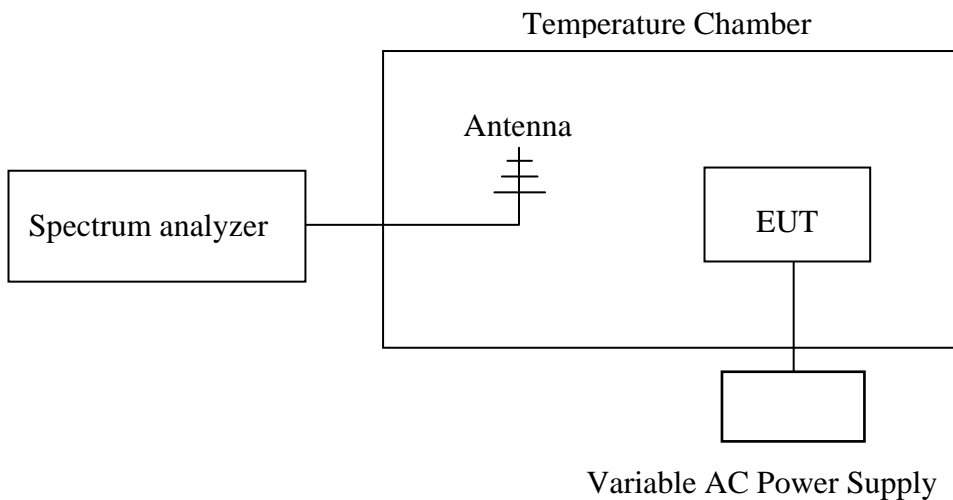 Temperature Chamber
Antenna
Spectrum analyzer
EUT
Variable AC Power Supply